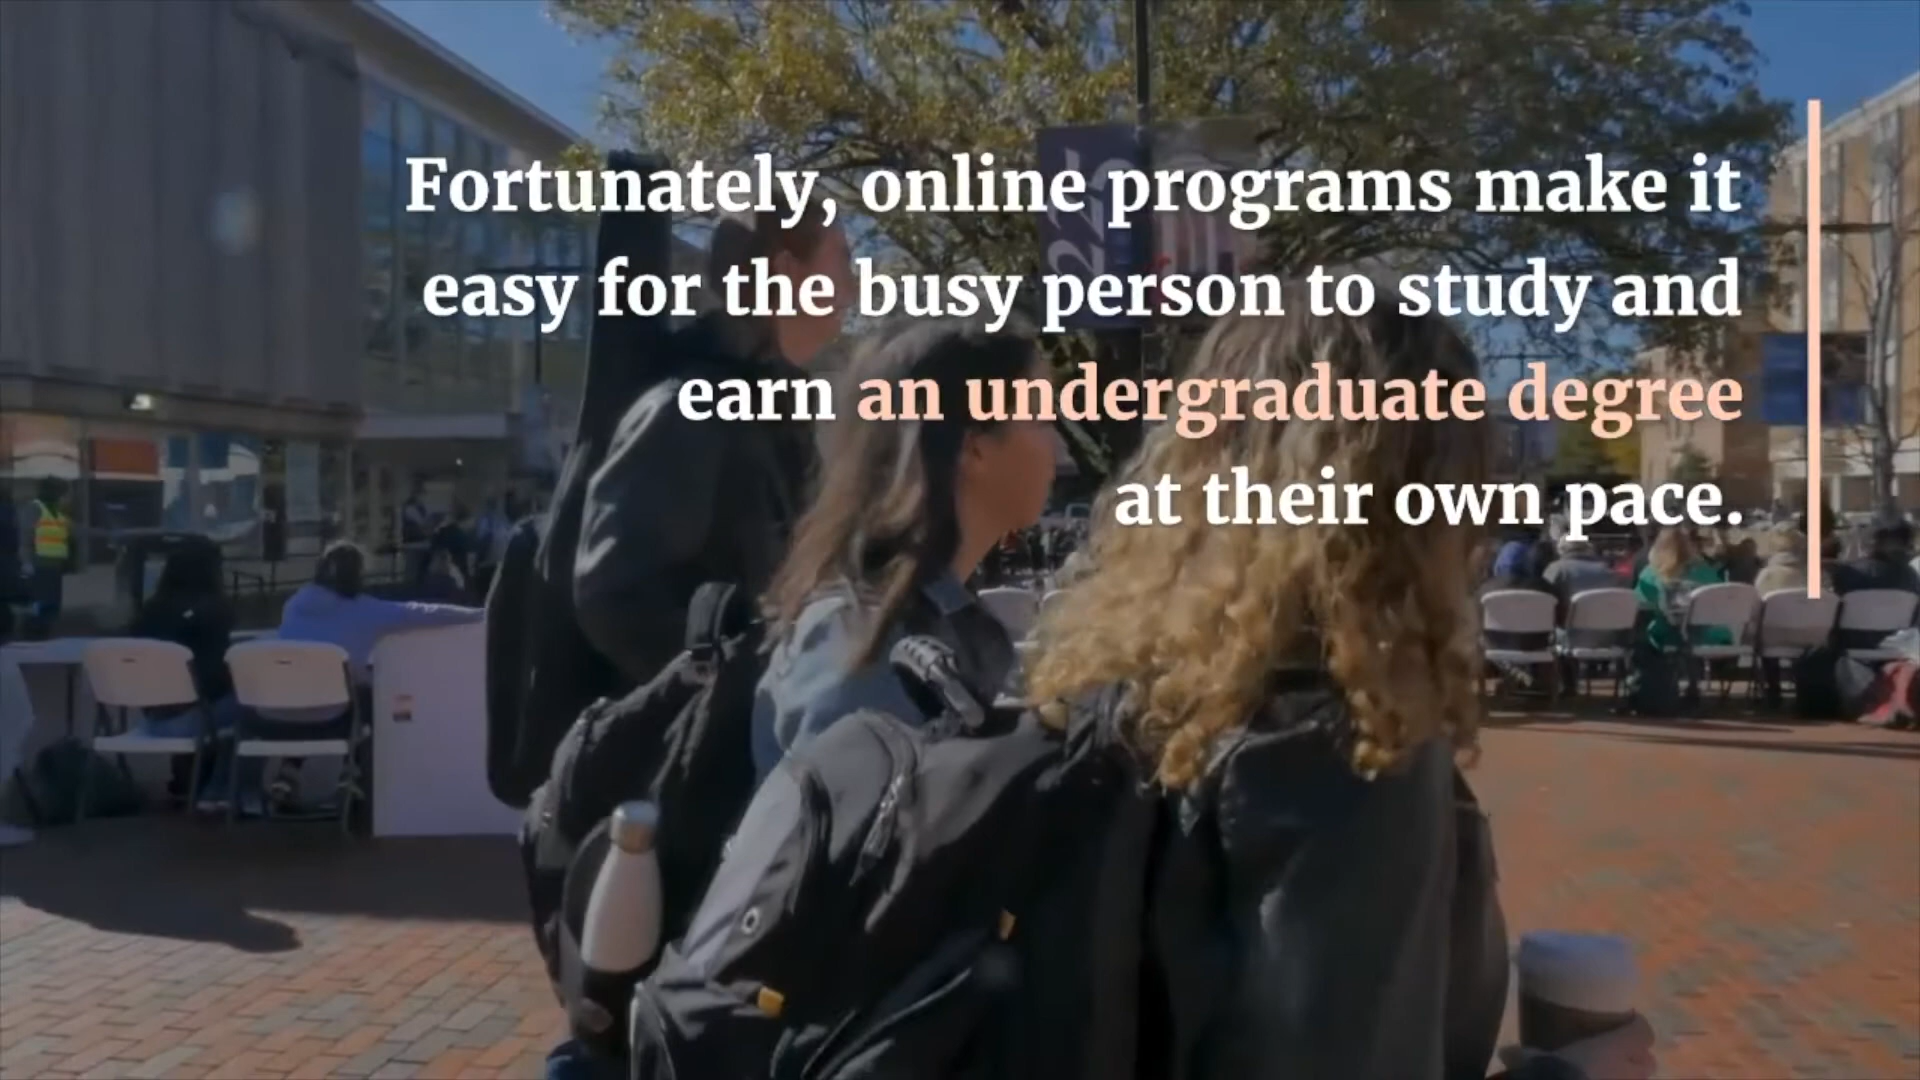 Fortunately, online programs make it
easy for the busy person to study and
earn an undergraduate degree
at their own pace.
22